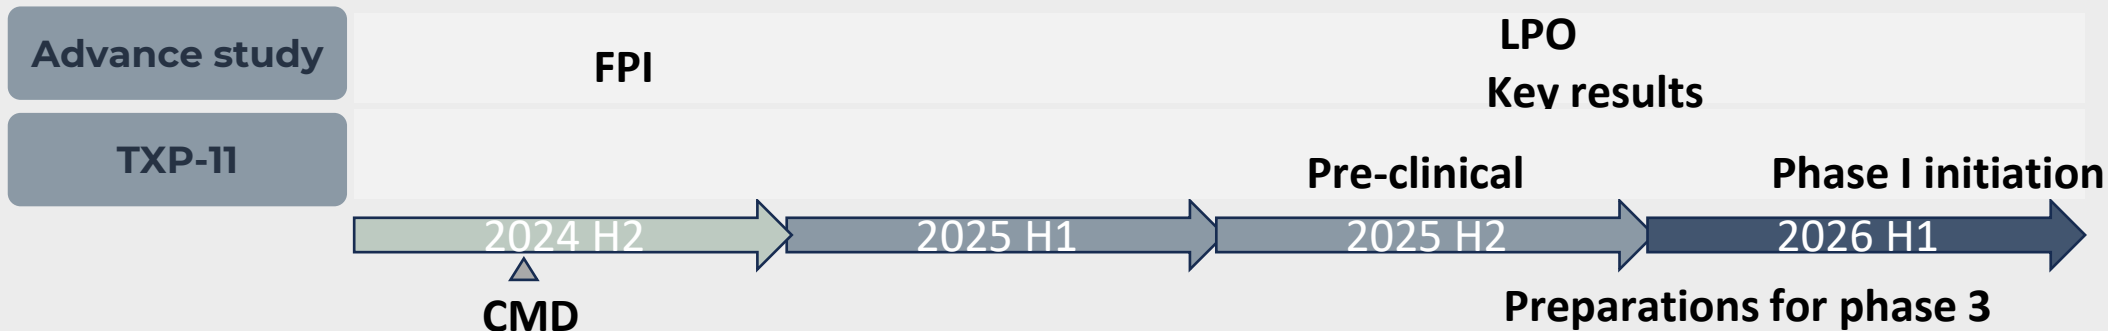 Advance study
FPI
LPO
Key results
TXP-11
Pre-clinical
Phase I initiation
2024 H2
2025 H1
2025 H2
2026 H1
CMD
Preparations for phase 3